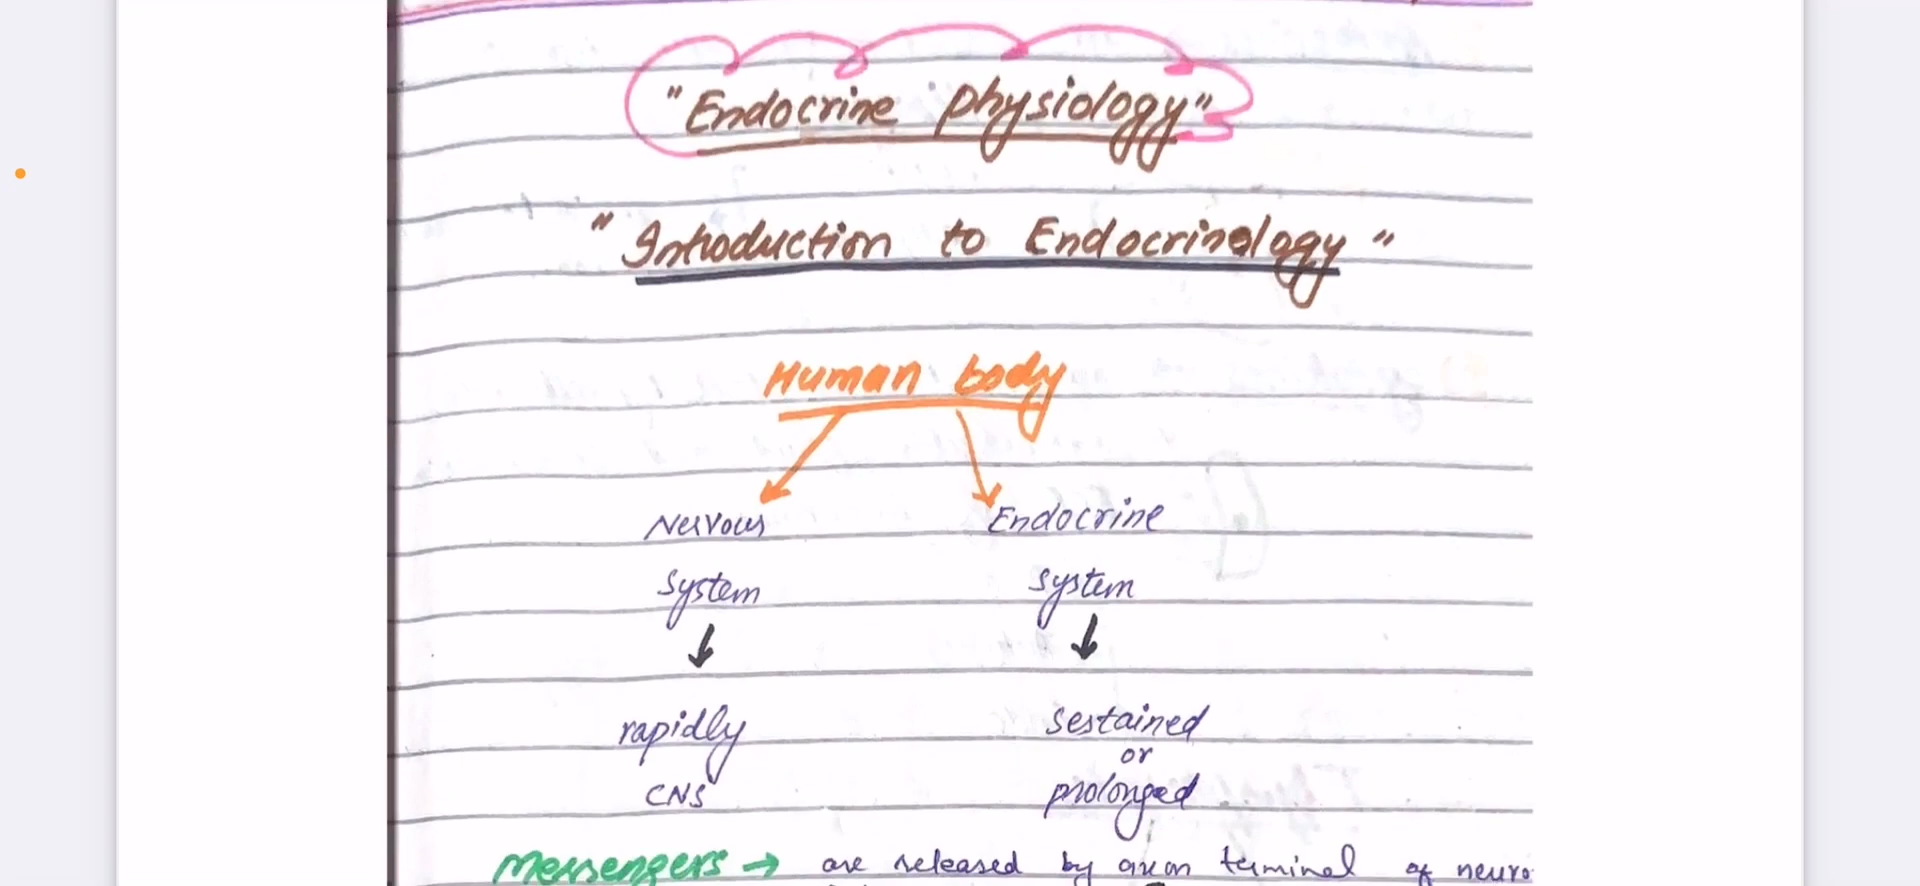 "Endocrine physiology"
"Introduction to Endocrinology"
Human body
Nervous Endocrine
System System
rapidly sestained
or
CNS prolonged
Messengers → are released by axon terminal of neuro